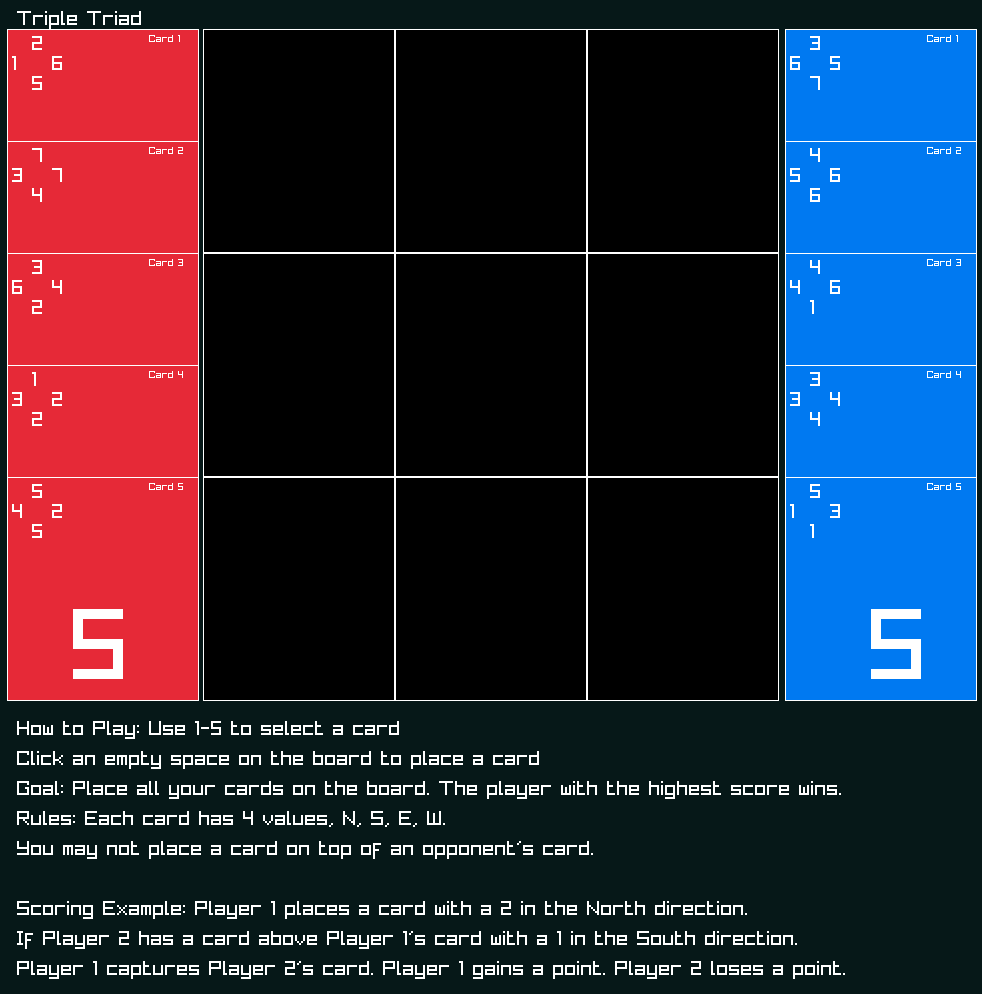 Triple Triad
Card 1
2
1 6
5
Card 2
7
3 7
4
Card 3
3
6 4
2
Card 4
1
3 2
2
Card 5
5
4 2
5
5
Card 1
3
6 5
7
Card 2
4
5 6
6
Card 3
4
4 6
1
Card 4
3
3 4
4
Card 5
5
1 3
1
5
How to Play: Use 1-5 to select a card
Click an empty space on the board to place a card
Goal: Place all your cards on the board. The player with the highest score wins.
Rules: Each card has 4 values, N, S, E, W.
You may not place a card on top of an opponent's card.
Scoring Example: Player 1 places a card with a 2 in the North direction.
If Player 2 has a card above Player 1's card with a 1 in the South direction.
Player 1 captures Player 2's card. Player 1 gains a point. Player 2 loses a point.